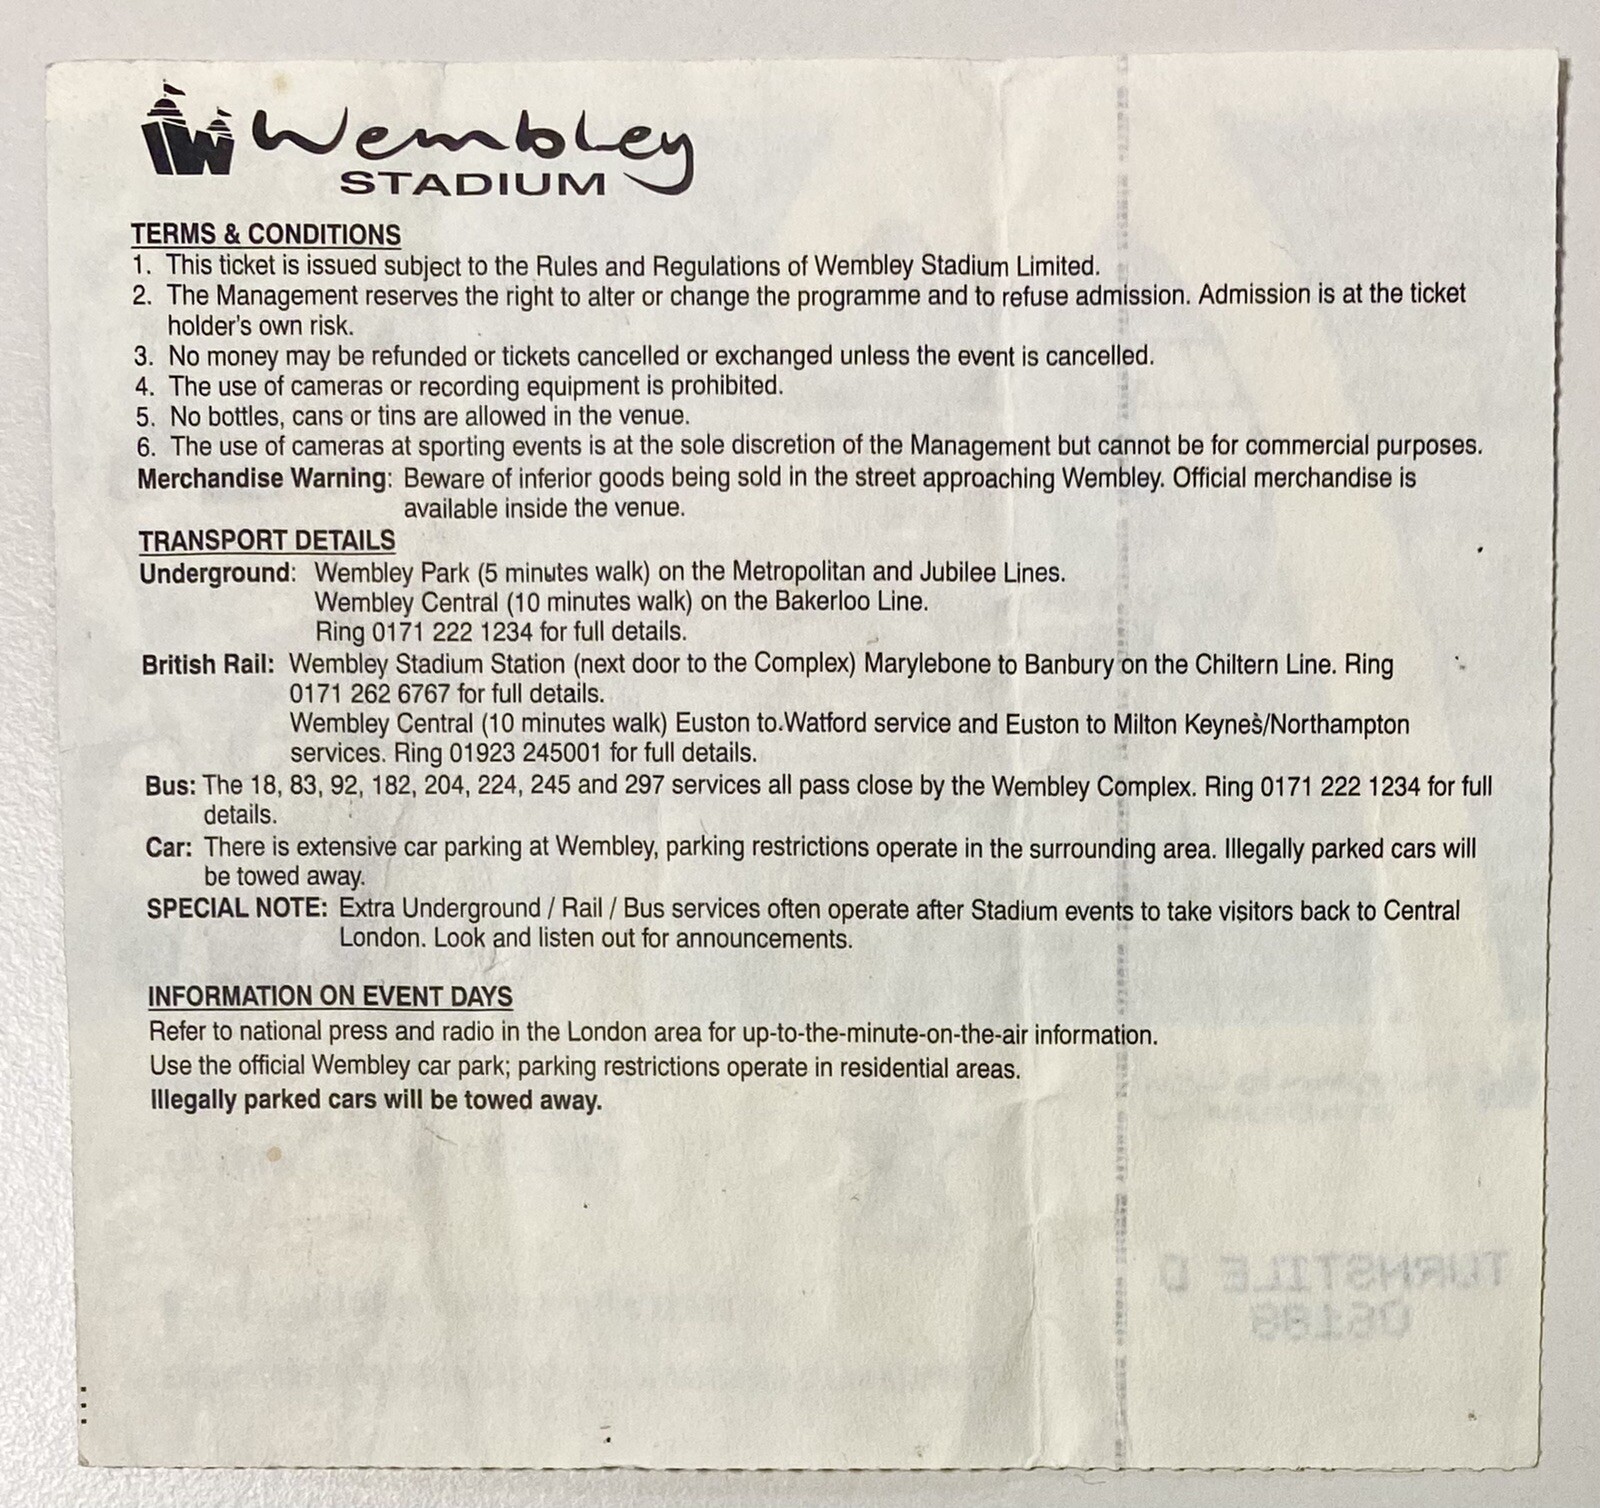 Wembley
STADIUM
TERMS & CONDITIONS
1. This ticket is issued subject to the Rules and Regulations of Wembley Stadium Limited.
2. The Management reserves the right to alter or change the programme and to refuse admission. Admission is at the ticket
holder's own risk.
3. No money may be refunded or tickets cancelled or exchanged unless the event is cancelled.
4. The use of cameras or recording equipment is prohibited.
5. No bottles, cans or tins are allowed in the venue.
6. The use of cameras at sporting events is at the sole discretion of the Management but cannot be for commercial purposes.
Merchandise Warning: Beware of inferior goods being sold in the street approaching Wembley. Official merchandise is
available inside the venue.
TRANSPORT DETAILS
Underground: Wembley Park (5 minutes walk) on the Metropolitan and Jubilee Lines.
Wembley Central (10 minutes walk) on the Bakerloo Line.
Ring 0171 222 1234 for full details.
British Rail: Wembley Stadium Station (next door to the Complex) Marylebone to Banbury on the Chiltern Line. Ring
0171 262 6767 for full details.
Wembley Central (10 minutes walk) Euston to Watford service and Euston to Milton Keynes/Northampton
services. Ring 01923 245001 for full details.
Bus: The 18, 83, 92, 182, 204, 224, 245 and 297 services all pass close by the Wembley Complex. Ring 0171 222 1234 for full
details.
Car: There is extensive car parking at Wembley, parking restrictions operate in the surrounding area. Illegally parked cars will
be towed away.
SPECIAL NOTE: Extra Underground / Rail / Bus services often operate after Stadium events to take visitors back to Central
London. Look and listen out for announcements.
INFORMATION ON EVENT DAYS
Refer to national press and radio in the London area for up-to-the-minute-on-the-air information.
Use the official Wembley car park; parking restrictions operate in residential areas.
Illegally parked cars will be towed away.
TURNSTILE D